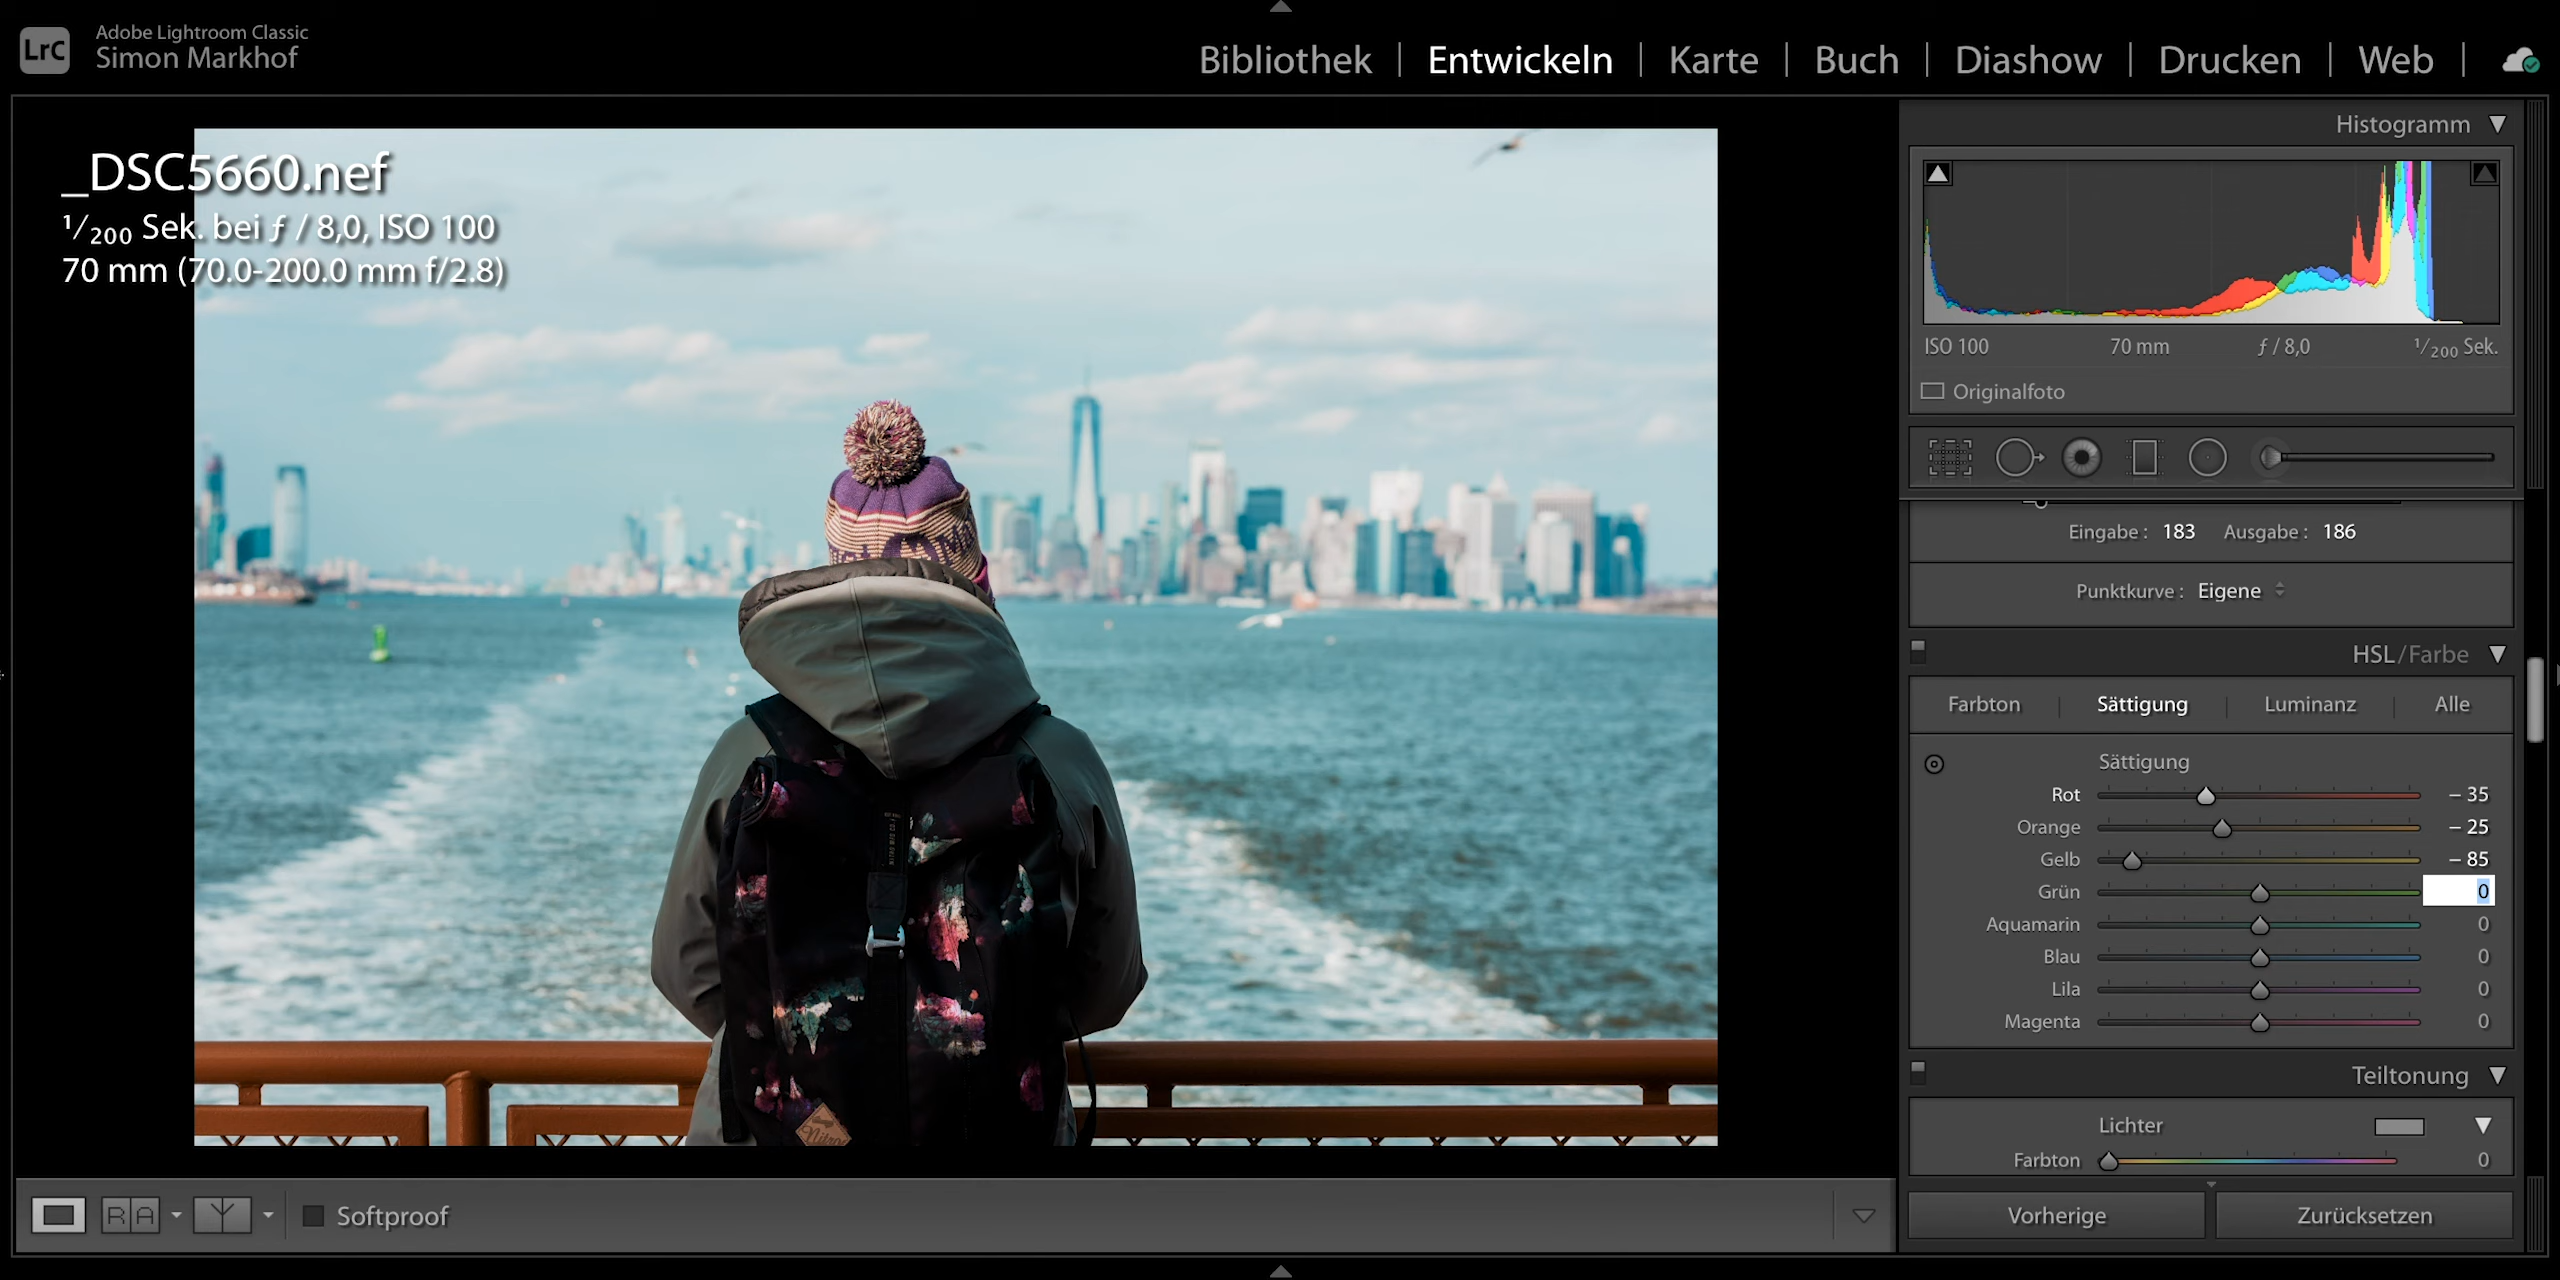 LrC
Adobe Lightroom Classic
Simon Markhof
Bibliothek | Entwickeln | Karte | Buch | Diashow | Drucken | Web |
_DSC5660.nef
1/200 Sek. bei ƒ / 8,0, ISO 100
70 mm (70.0-200.0 mm f/2.8)
Histogramm
ISO 100 70 mm ƒ / 8,0 1/200 Sek.
Originalfoto
Eingabe : 183 Ausgabe : 186
Punktkurve : Eigene
HSL/Farbe
Farbton | Sättigung | Luminanz | Alle
Sättigung
Rot − 35
Orange − 25
Gelb − 85
Grün 0
Aquamarin 0
Blau 0
Lila 0
Magenta 0
Teiltonung
Lichter
Farbton 0
Nitro
R A
Y
Softproof
Vorherige
Zurücksetzen